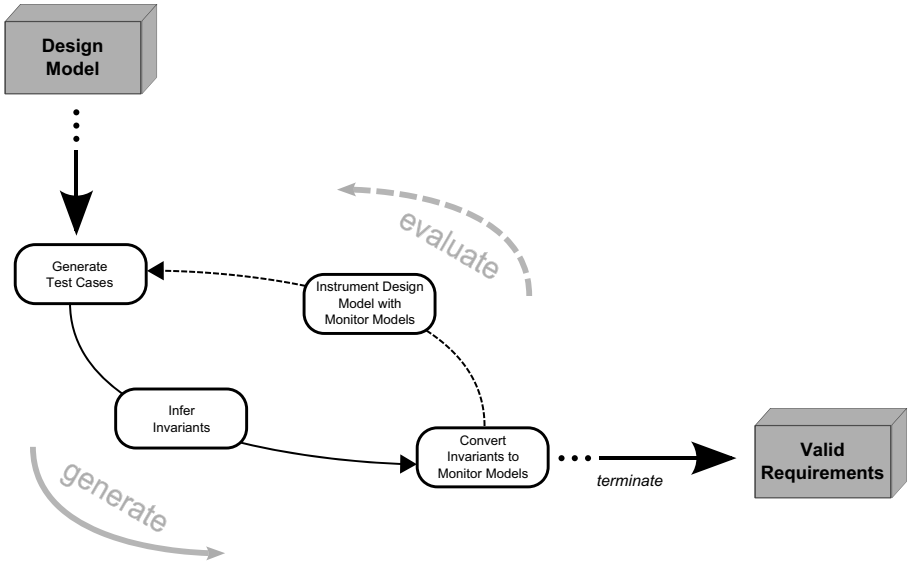 Design
Model
evaluate
Generate
Test Cases
Instrument Design
Model with
Monitor Models
Infer
Invariants
Convert
Invariants to
Monitor Models
terminate
Valid
Requirements
generate